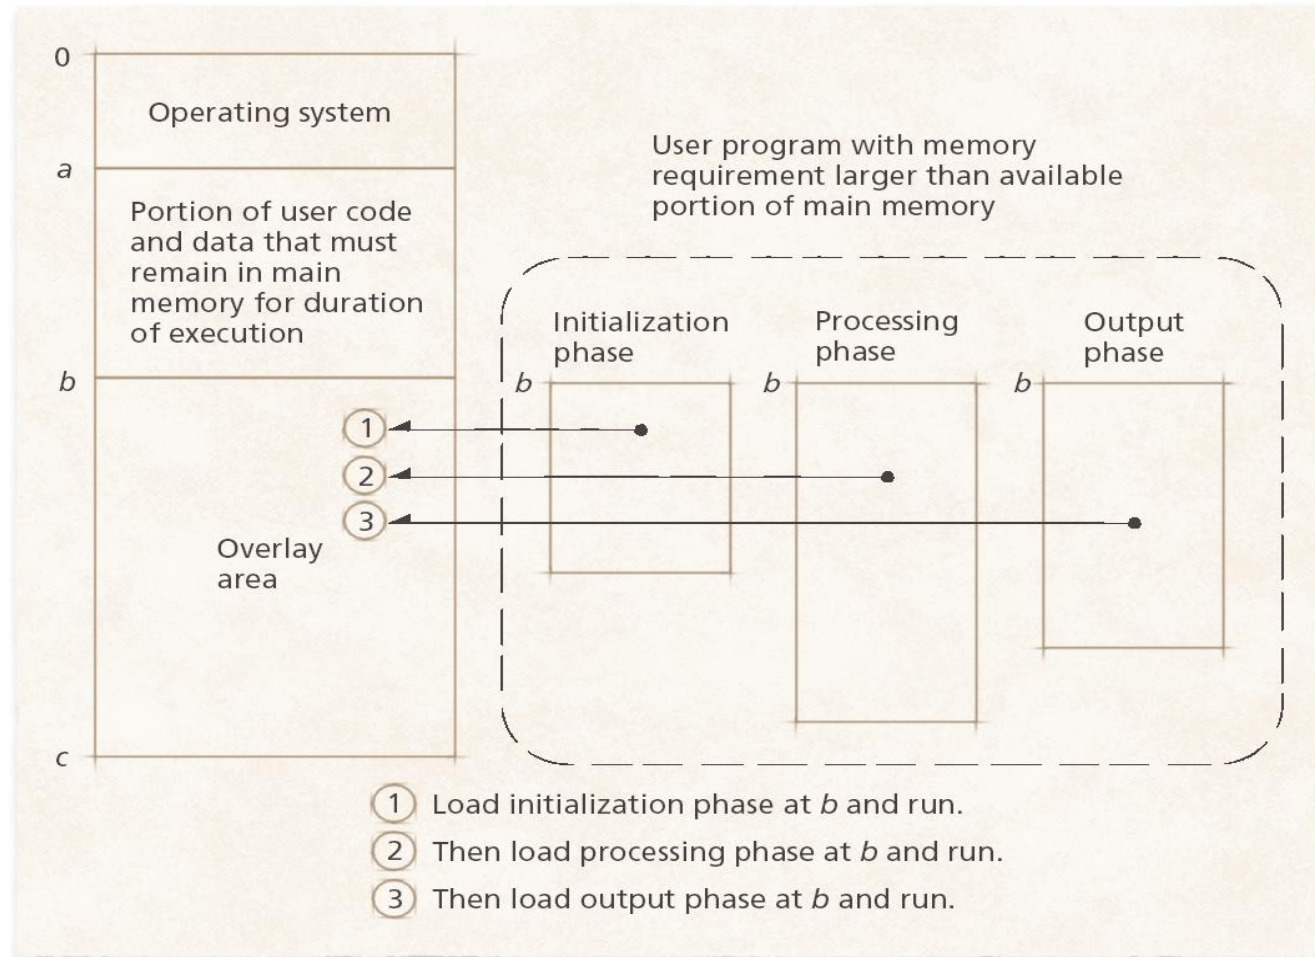 0
Operating system
a
Portion of user code
and data that must
remain in main
memory for duration
of execution
b
1
2
3
Overlay
area
c
User program with memory
requirement larger than available
portion of main memory
Initialization
phase
b
Processing
phase
b
Output
phase
b
1 Load initialization phase at b and run.
2 Then load processing phase at b and run.
3 Then load output phase at b and run.